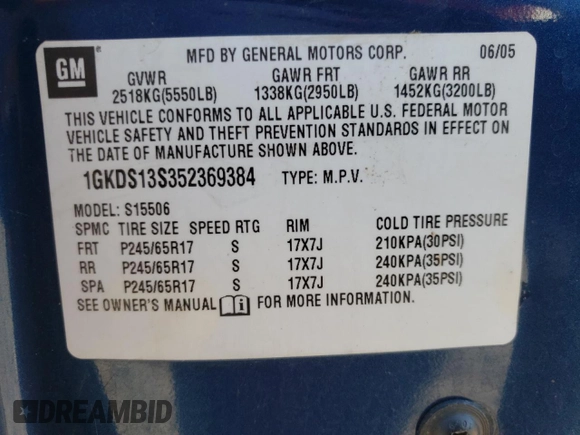 GM
MFD BY GENERAL MOTORS CORP. 06/05
GVWR GAWR FRT GAWR RR
2518KG(5550LB) 1338KG(2950LB) 1452KG(3200LB)
THIS VEHICLE CONFORMS TO ALL APPLICABLE U.S. FEDERAL MOTOR
VEHICLE SAFETY AND THEFT PREVENTION STANDARDS IN EFFECT ON
THE DATE OF MANUFACTURE SHOWN ABOVE.
1GKDS13S352369384 TYPE: M.P.V.
MODEL: S15506
SPMC TIRE SIZE SPEED RTG RIM COLD TIRE PRESSURE
FRT P245/65R17 S 17X7J 210KPA(30PSI)
RR P245/65R17 S 17X7J 240KPA(35PSI)
SPA P245/65R17 S 17X7J 240KPA(35PSI)
SEE OWNER'S MANUAL FOR MORE INFORMATION.
DREAMBID